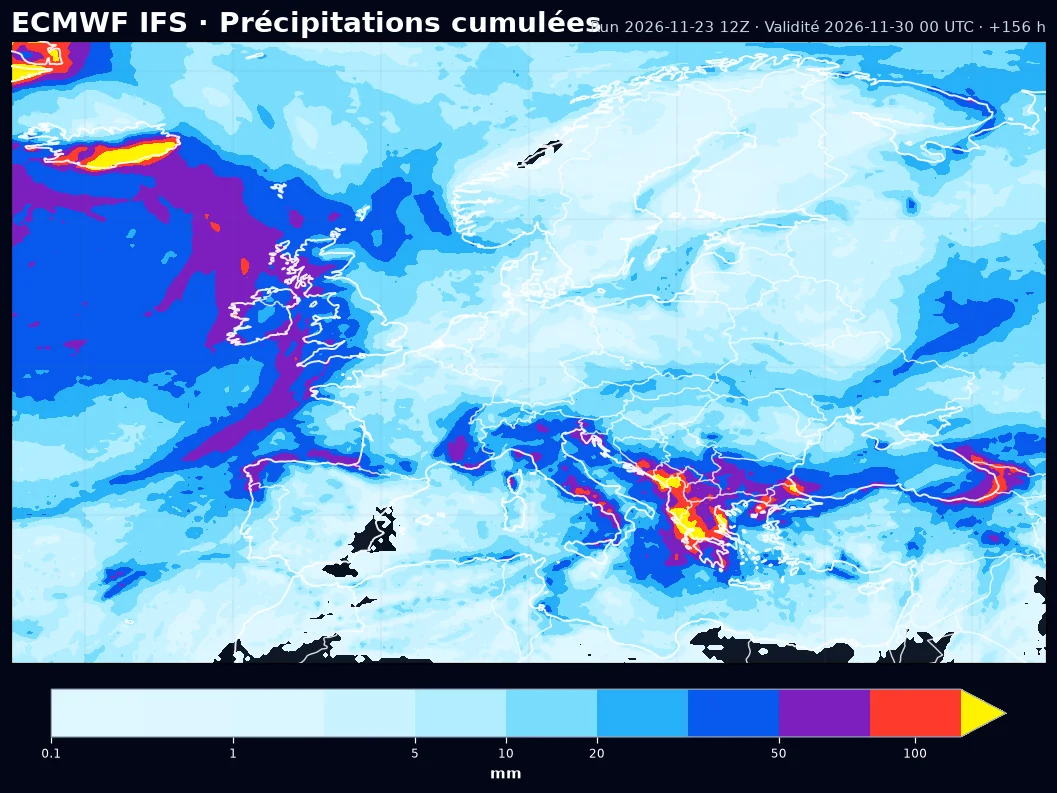 ECMWF IFS · Précipitations cumulées
Run 2026-11-23 12Z · Validité 2026-11-30 00 UTC · +156 h
0.1 1 5 10 20 50 100
mm